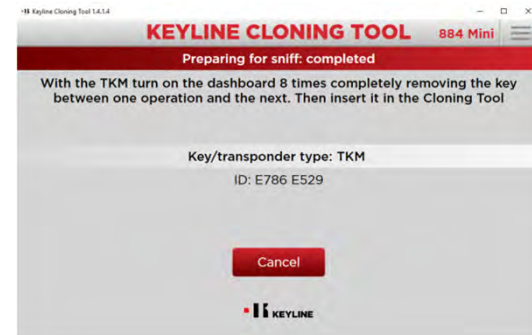 Keyline Cloning Tool 1.4.1.4
KEYLINE CLONING TOOL
884 Mini
Preparing for sniff: completed
With the TKM turn on the dashboard 8 times completely removing the key
between one operation and the next. Then insert it in the Cloning Tool
Key/transponder type: TKM
ID: E786 E529
Cancel
KEYLINE